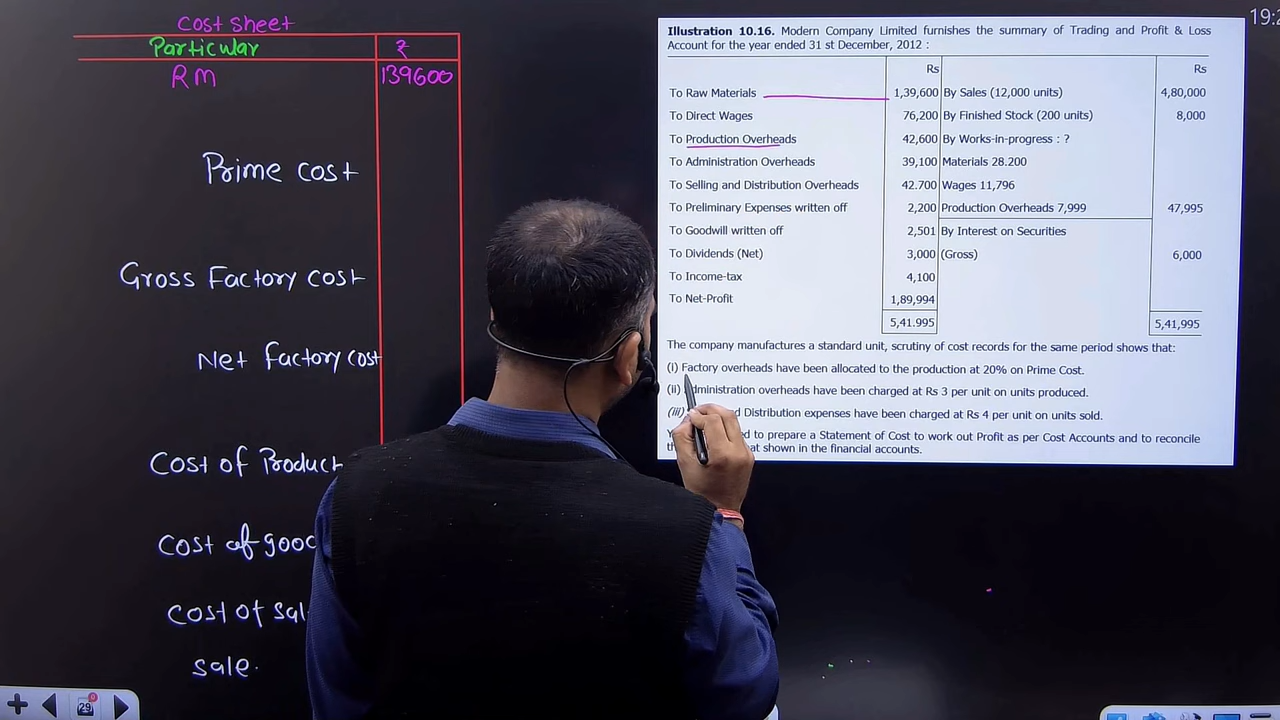 Cost Sheet
Particular ₹
RM 139600
Prime cost
Gross Factory cost
Net Factory cost
Cost of Product
Cost of good
Cost of sal
sale.
19:2
Illustration 10.16. Modern Company Limited furnishes the summary of Trading and Profit & Loss
Account for the year ended 31 st December, 2012 :
Rs Rs
To Raw Materials 1,39,600 By Sales (12,000 units) 4,80,000
To Direct Wages 76,200 By Finished Stock (200 units) 8,000
To Production Overheads 42,600 By Works-in-progress : ?
To Administration Overheads 39,100 Materials 28.200
To Selling and Distribution Overheads 42.700 Wages 11,796
To Preliminary Expenses written off 2,200 Production Overheads 7,999 47,995
To Goodwill written off 2,501 By Interest on Securities
To Dividends (Net) 3,000 (Gross) 6,000
To Income-tax 4,100
To Net-Profit 1,89,994
5,41.995 5,41,995
The company manufactures a standard unit, scrutiny of cost records for the same period shows that:
(i) Factory overheads have been allocated to the production at 20% on Prime Cost.
(ii) dministration overheads have been charged at Rs 3 per unit on units produced.
(iii) d Distribution expenses have been charged at Rs 4 per unit on units sold.
ed to prepare a Statement of Cost to work out Profit as per Cost Accounts and to reconcile
at shown in the financial accounts.
29